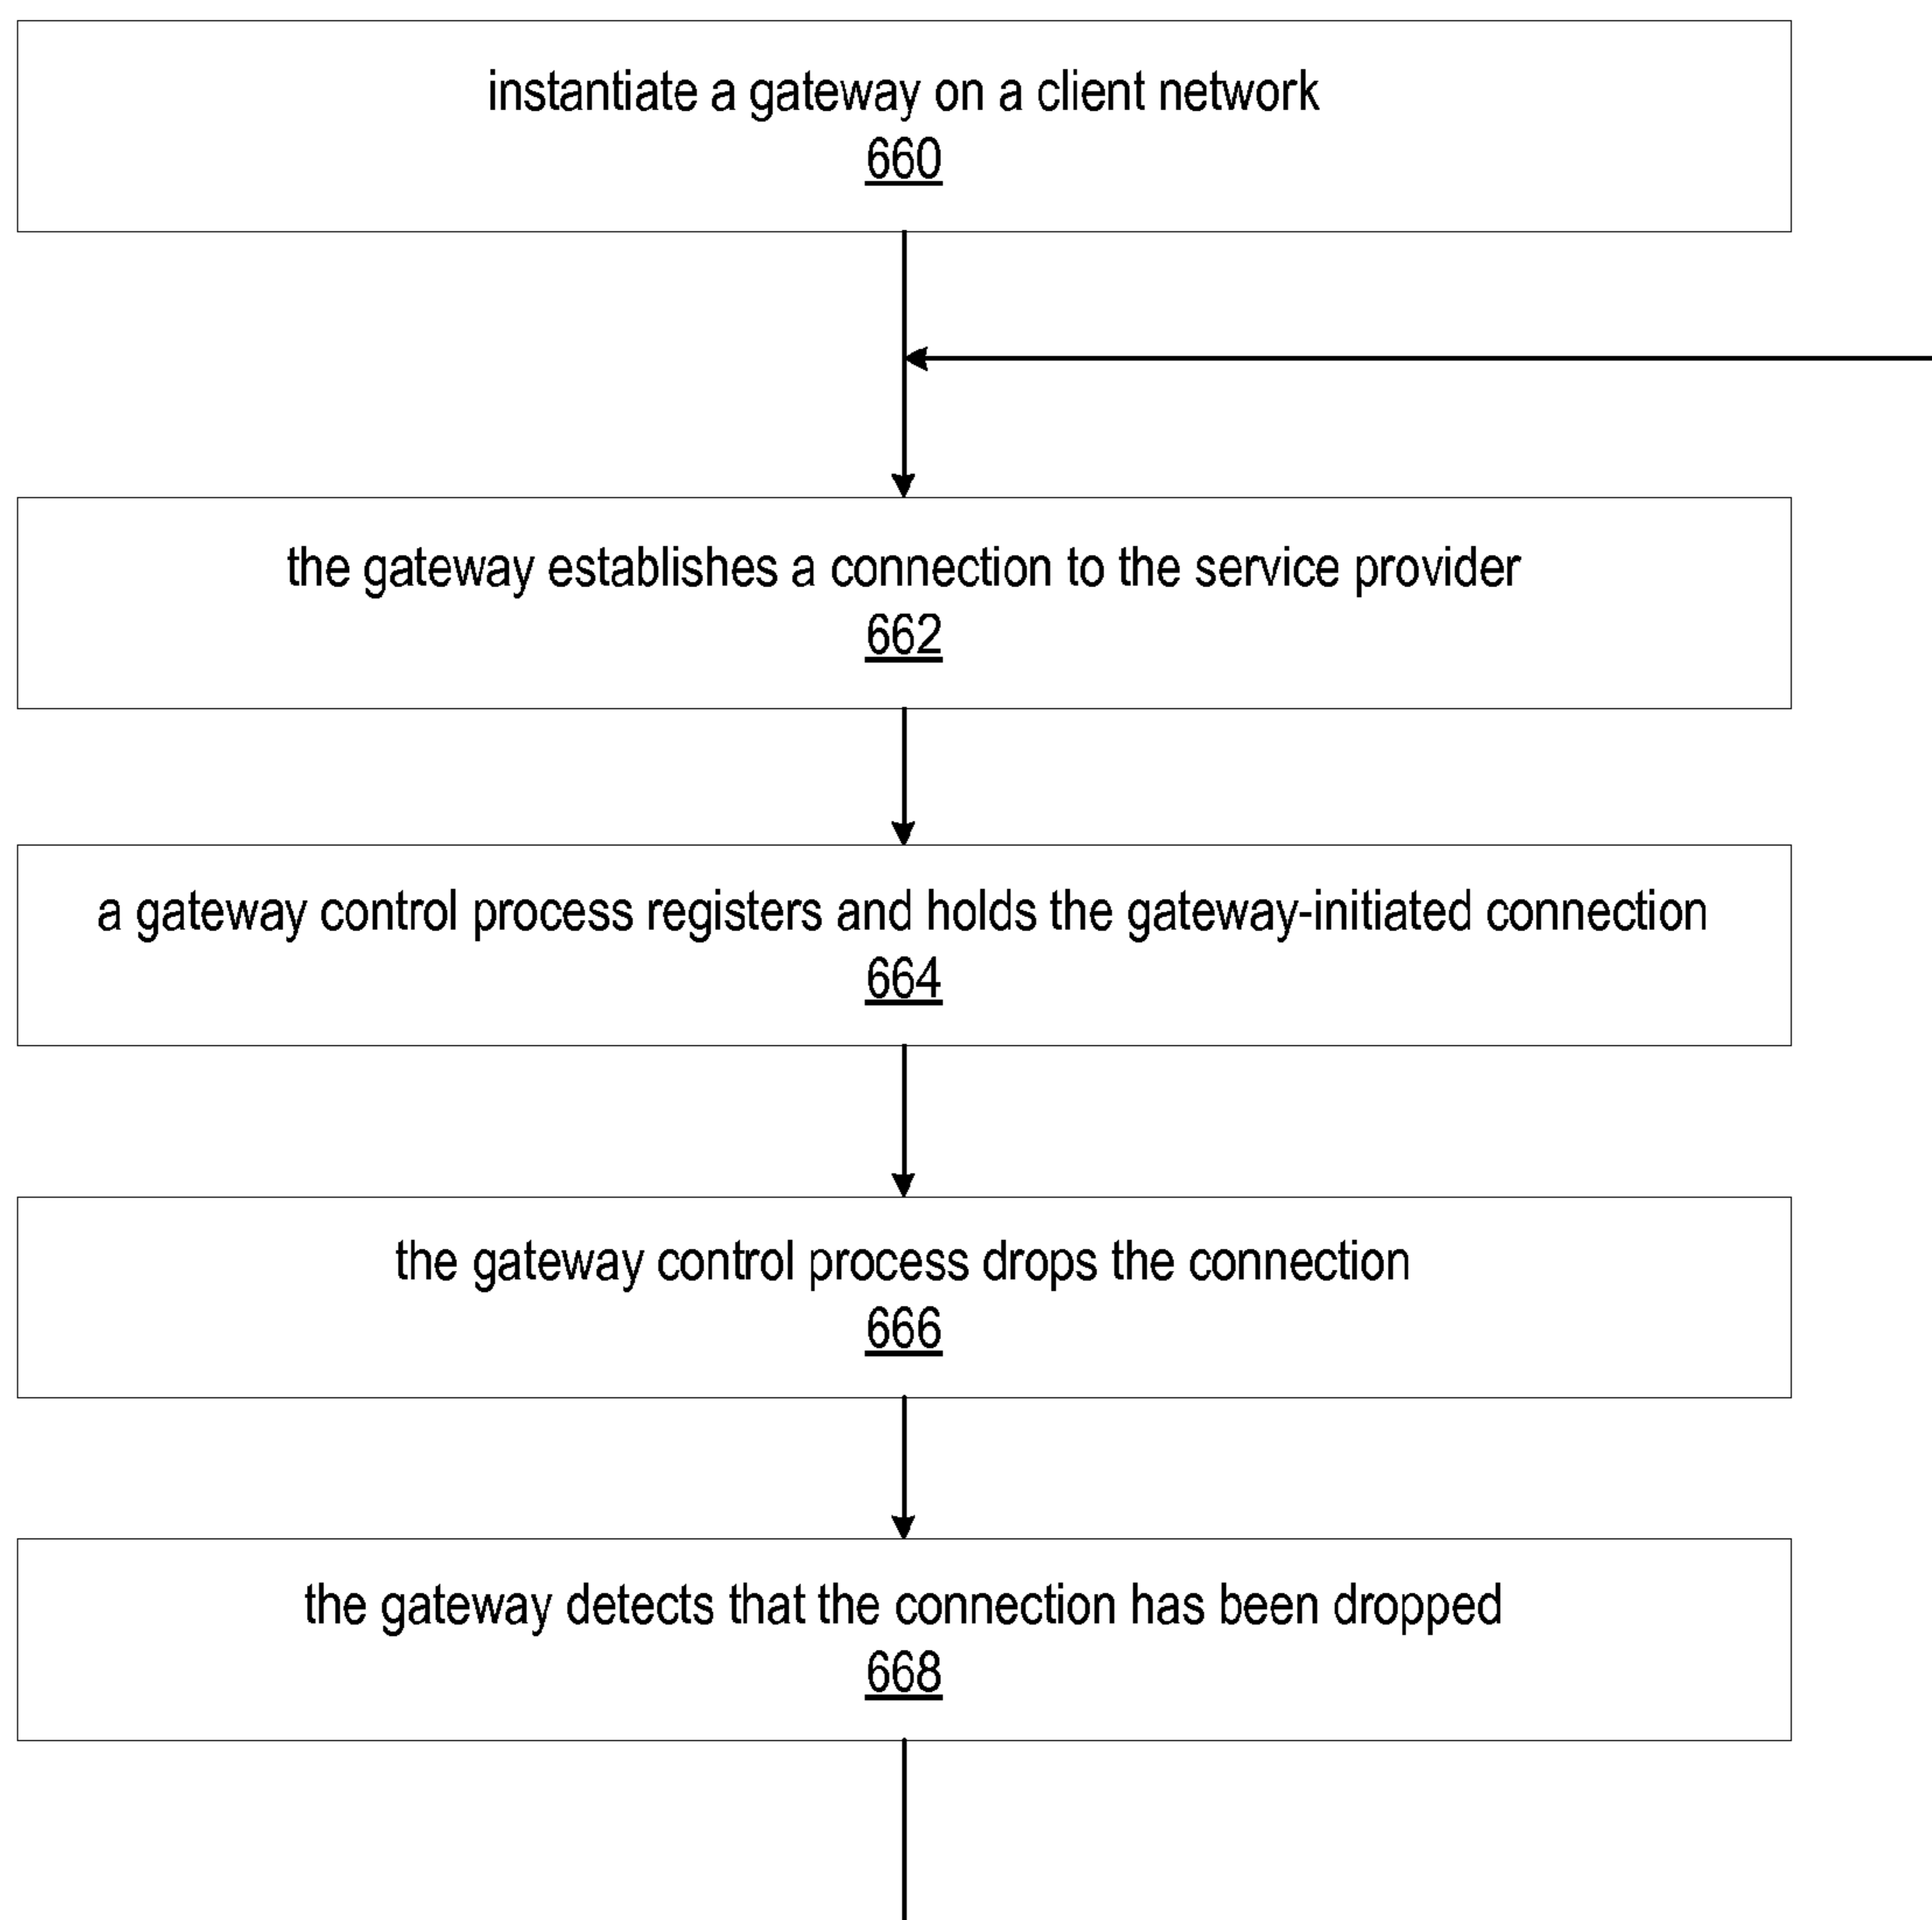 instantiate a gateway on a client network
660
the gateway establishes a connection to the service provider
662
a gateway control process registers and holds the gateway-initiated connection
664
the gateway control process drops the connection
666
the gateway detects that the connection has been dropped
668